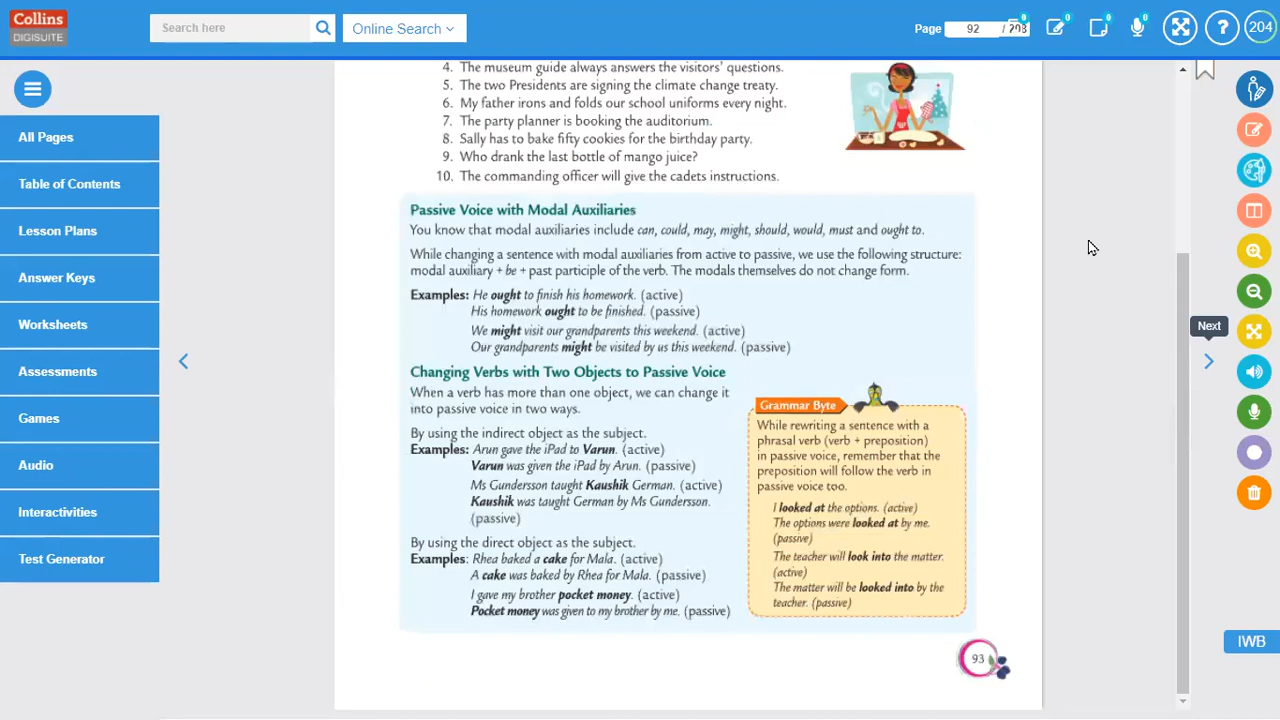 Collins
DIGISUITE
Search here
Online Search
Page 92 / 208
0
0
0
0
204
All Pages
Table of Contents
Lesson Plans
Answer Keys
Worksheets
Assessments
Games
Audio
Interactivities
Test Generator
4. The museum guide always answers the visitors' questions.
5. The two Presidents are signing the climate change treaty.
6. My father irons and folds our school uniforms every night.
7. The party planner is booking the auditorium.
8. Sally has to bake fifty cookies for the birthday party.
9. Who drank the last bottle of mango juice?
10. The commanding officer will give the cadets instructions.
Passive Voice with Modal Auxiliaries
You know that modal auxiliaries include can, could, may, might, should, would, must and ought to.
While changing a sentence with modal auxiliaries from active to passive, we use the following structure:
modal auxiliary + be + past participle of the verb. The modals themselves do not change form.
Examples: He ought to finish his homework. (active)
His homework ought to be finished. (passive)
We might visit our grandparents this weekend. (active)
Our grandparents might be visited by us this weekend. (passive)
Changing Verbs with Two Objects to Passive Voice
When a verb has more than one object, we can change it
into passive voice in two ways.
By using the indirect object as the subject.
Examples: Arun gave the iPad to Varun. (active)
Varun was given the iPad by Arun. (passive)
Ms Gundersson taught Kaushik German. (active)
Kaushik was taught German by Ms Gundersson.
(passive)
By using the direct object as the subject.
Examples: Rhea baked a cake for Mala. (active)
A cake was baked by Rhea for Mala. (passive)
I gave my brother pocket money. (active)
Pocket money was given to my brother by me. (passive)
Grammar Byte
While rewriting a sentence with a
phrasal verb (verb + preposition)
in passive voice, remember that the
preposition will follow the verb in
passive voice too.
I looked at the options. (active)
The options were looked at by me.
(passive)
The teacher will look into the matter.
(active)
The matter will be looked into by the
teacher. (passive)
93
Next
IWB